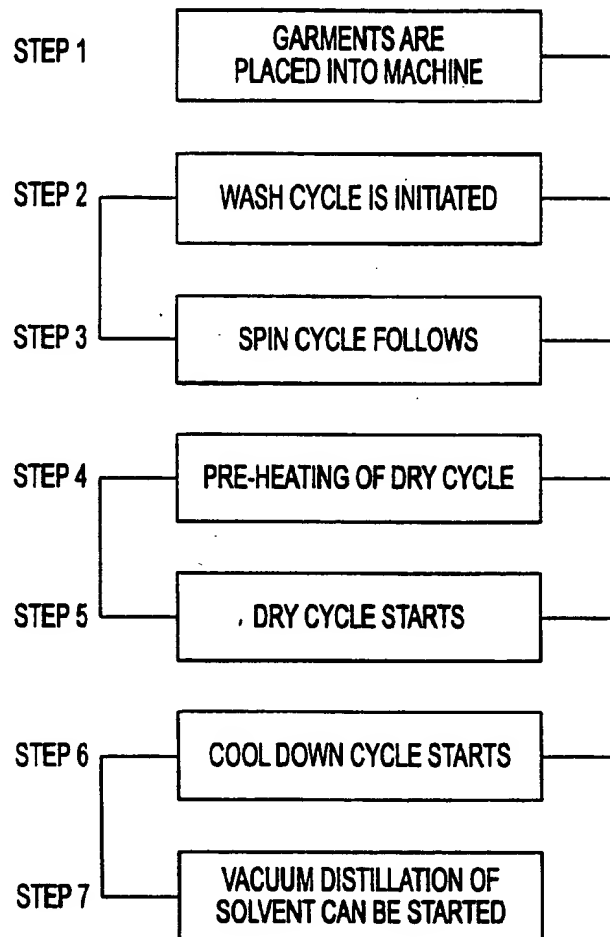 STEP 1
GARMENTS ARE
PLACED INTO MACHINE
STEP 2
WASH CYCLE IS INITIATED
STEP 3
SPIN CYCLE FOLLOWS
STEP 4
PRE-HEATING OF DRY CYCLE
STEP 5
DRY CYCLE STARTS
STEP 6
COOL DOWN CYCLE STARTS
STEP 7
VACUUM DISTILLATION OF
SOLVENT CAN BE STARTED